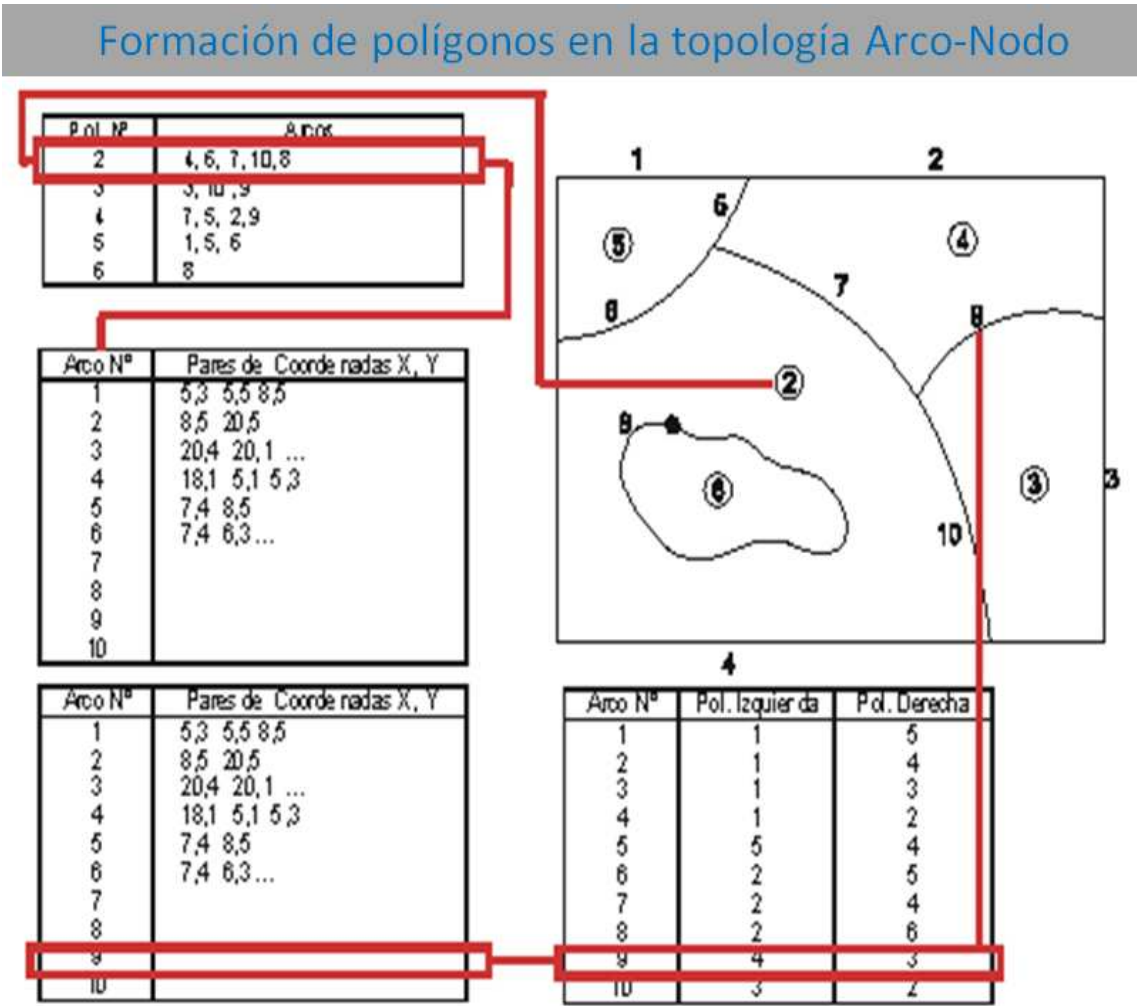 Formación de polígonos en la topología Arco-Nodo
Pol. Nº Arcos
2 4, 6, 7, 10, 8
3 3, 10 ,9
4 7, 5, 2,9
5 1, 5, 6
6 8
Arco Nº Pares de Coordenadas X, Y
1 5,3 5,5 8,5
2 8,5 20,5
3 20,4 20,1 ...
4 18,1 5,1 5,3
5 7,4 8,5
6 7,4 6,3 ...
7
8
9
10
Arco Nº Pares de Coordenadas X, Y
1 5,3 5,5 8,5
2 8,5 20,5
3 20,4 20,1 ...
4 18,1 5,1 5,3
5 7,4 8,5
6 7,4 6,3 ...
7
8
9
10
1 2
5
5 4
7
6 9
2
8
6 3 3
10
4
Arco Nº Pol. Izquierda Pol. Derecha
1 1 5
2 1 4
3 1 3
4 1 2
5 5 4
6 2 5
7 2 4
8 2 6
9 4 3
10 3 2